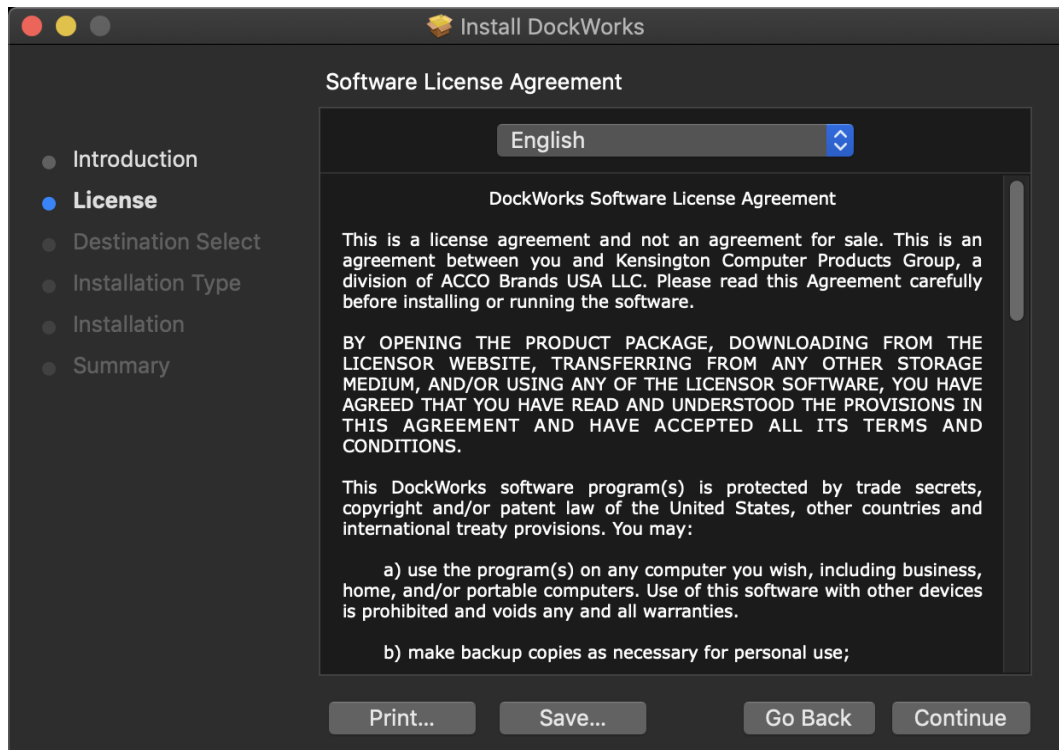 Install DockWorks
Software License Agreement
Introduction
License
Destination Select
Installation Type
Installation
Summary
English
DockWorks Software License Agreement
This is a license agreement and not an agreement for sale. This is an
agreement between you and Kensington Computer Products Group, a
division of ACCO Brands USA LLC. Please read this Agreement carefully
before installing or running the software.
BY OPENING THE PRODUCT PACKAGE, DOWNLOADING FROM THE
LICENSOR WEBSITE, TRANSFERRING FROM ANY OTHER STORAGE
MEDIUM, AND/OR USING ANY OF THE LICENSOR SOFTWARE, YOU HAVE
AGREED THAT YOU HAVE READ AND UNDERSTOOD THE PROVISIONS IN
THIS AGREEMENT AND HAVE ACCEPTED ALL ITS TERMS AND
CONDITIONS.
This DockWorks software program(s) is protected by trade secrets,
copyright and/or patent law of the United States, other countries and
international treaty provisions. You may:
a) use the program(s) on any computer you wish, including business,
home, and/or portable computers. Use of this software with other devices
is prohibited and voids any and all warranties.
b) make backup copies as necessary for personal use;
Print...
Save...
Go Back
Continue